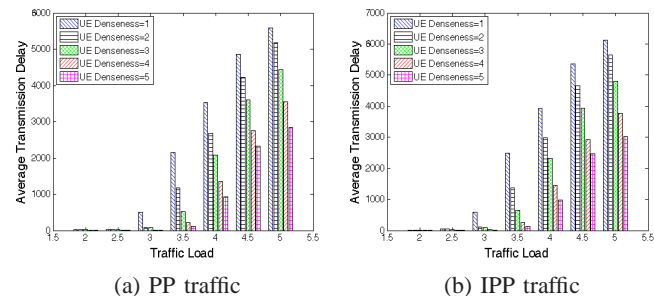 6000
5000
4000
3000
2000
1000
0
Average Transmission Delay
UE Denseness=1
UE Denseness=2
UE Denseness=3
UE Denseness=4
UE Denseness=5
1.5 2 2.5 3 3.5 4 4.5 5 5.5
Traffic Load
(a) PP traffic
7000
6000
5000
4000
3000
2000
1000
0
Average Transmission Delay
UE Denseness=1
UE Denseness=2
UE Denseness=3
UE Denseness=4
UE Denseness=5
1.5 2 2.5 3 3.5 4 4.5 5 5.5
Traffic Load
(b) IPP traffic